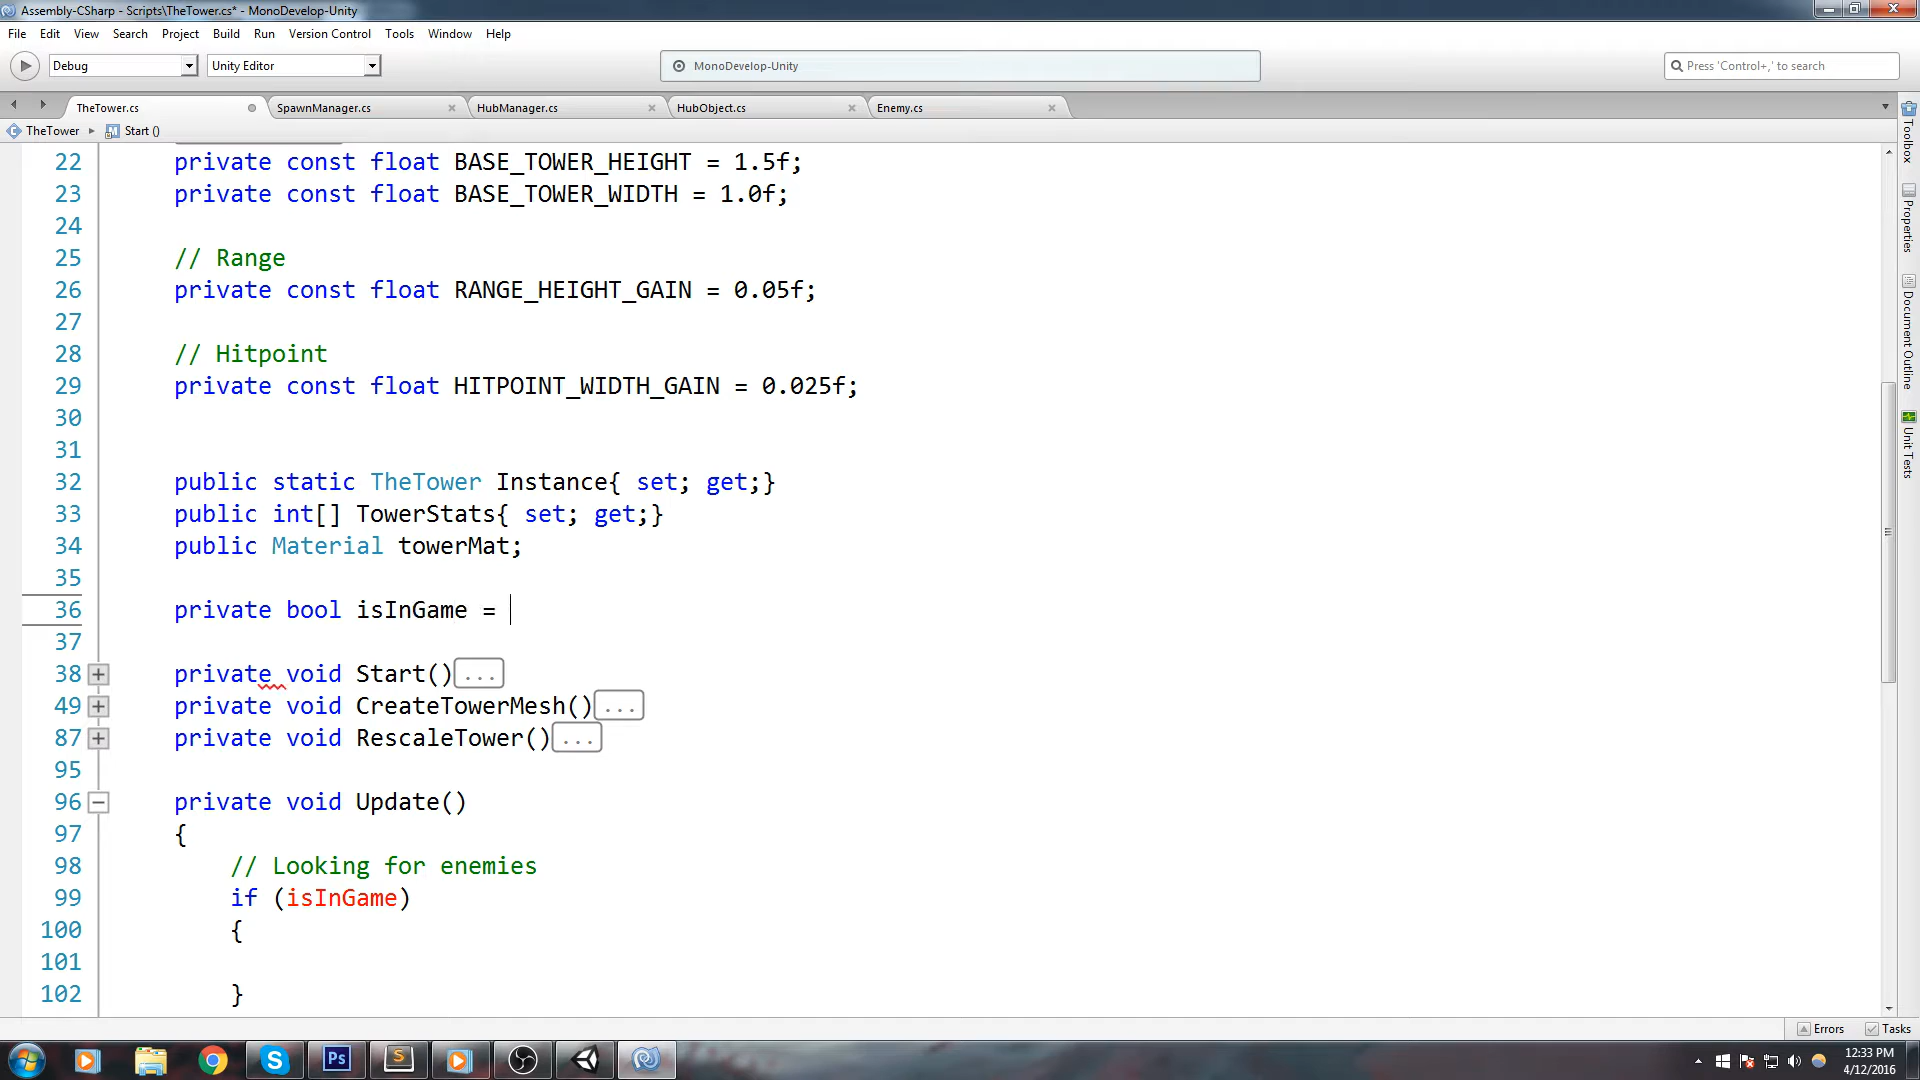 Assembly-CSharp - Scripts\TheTower.cs* - MonoDevelop-Unity
File Edit View Search Project Build Run Version Control Tools Window Help
Debug Unity Editor MonoDevelop-Unity Press 'Control+,' to search
TheTower.cs SpawnManager.cs HubManager.cs HubObject.cs Enemy.cs
TheTower Start ()
22 private const float BASE_TOWER_HEIGHT = 1.5f;
23 private const float BASE_TOWER_WIDTH = 1.0f;
24
25 // Range
26 private const float RANGE_HEIGHT_GAIN = 0.05f;
27
28 // Hitpoint
29 private const float HITPOINT_WIDTH_GAIN = 0.025f;
30
31
32 public static TheTower Instance{ set; get;}
33 public int[] TowerStats{ set; get;}
34 public Material towerMat;
35
36 private bool isInGame =
37
38 private void Start()...
49 private void CreateTowerMesh()...
87 private void RescaleTower()...
95
96 private void Update()
97 {
98 // Looking for enemies
99 if (isInGame)
100 {
101
102 }
Toolbox
Properties
Document Outline
Unit Tests
Errors Tasks
Ps S
12:33 PM
4/12/2016